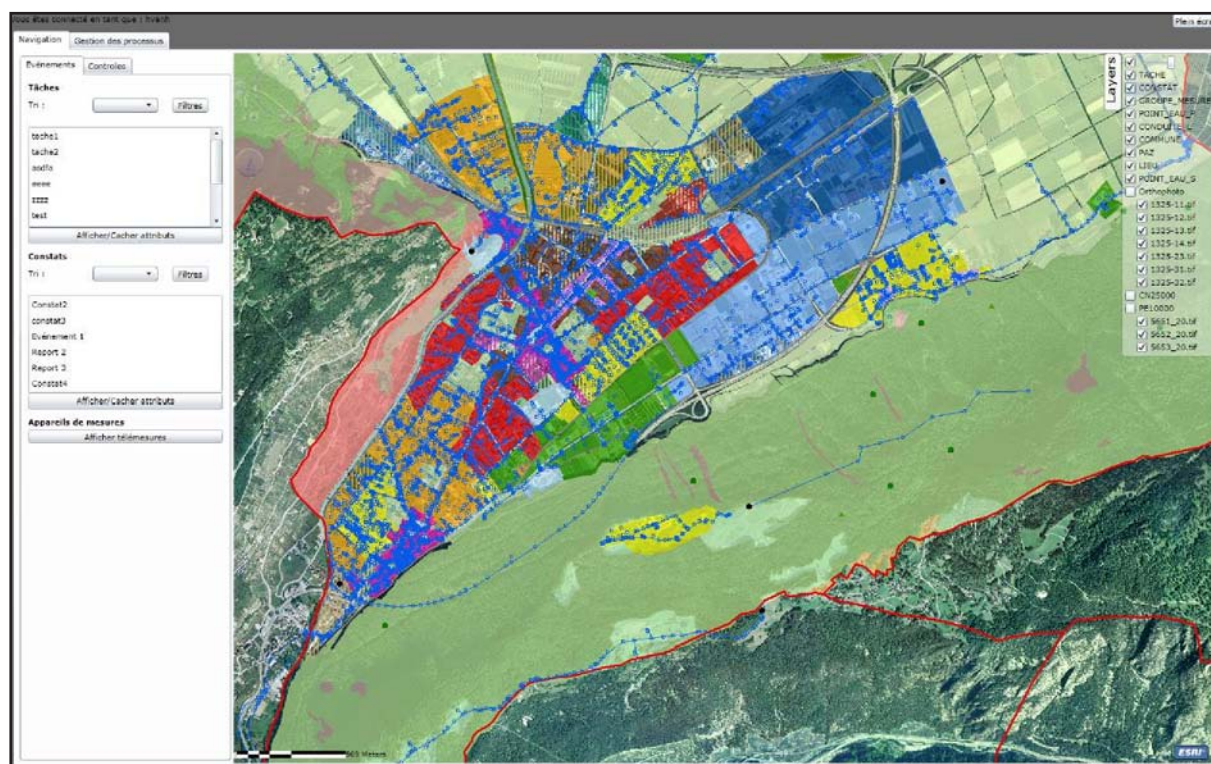 Vous êtes connecté en tant que : hvanh
Plein écra
Navigation
Gestion des processus
Evénements
Controles
Tâches
Tri :
Filtres
tache1
tache2
asdfa
eeee
zzzz
test
Afficher/Cacher attributs
Constats
Tri :
Filtres
Constat2
constat3
Evénement 1
Report 2
Report 3
Constat4
Afficher/Cacher attributs
Appareils de mesures
Afficher télémesures
Layers
TACHE
CONSTAT
GROUPE_MESURE
POINT_EAU_P
CONDUITE_E
COMMUNE
PAZ
LIEU
POINT_EAU_S
Orthophoto
1325-11.tif
1325-12.tif
1325-13.tif
1325-14.tif
1325-23.tif
1325-31.tif
1325-32.tif
CN25000
PE10000
5651_20.tif
5652_20.tif
5653_20.tif
Meters
ESRI